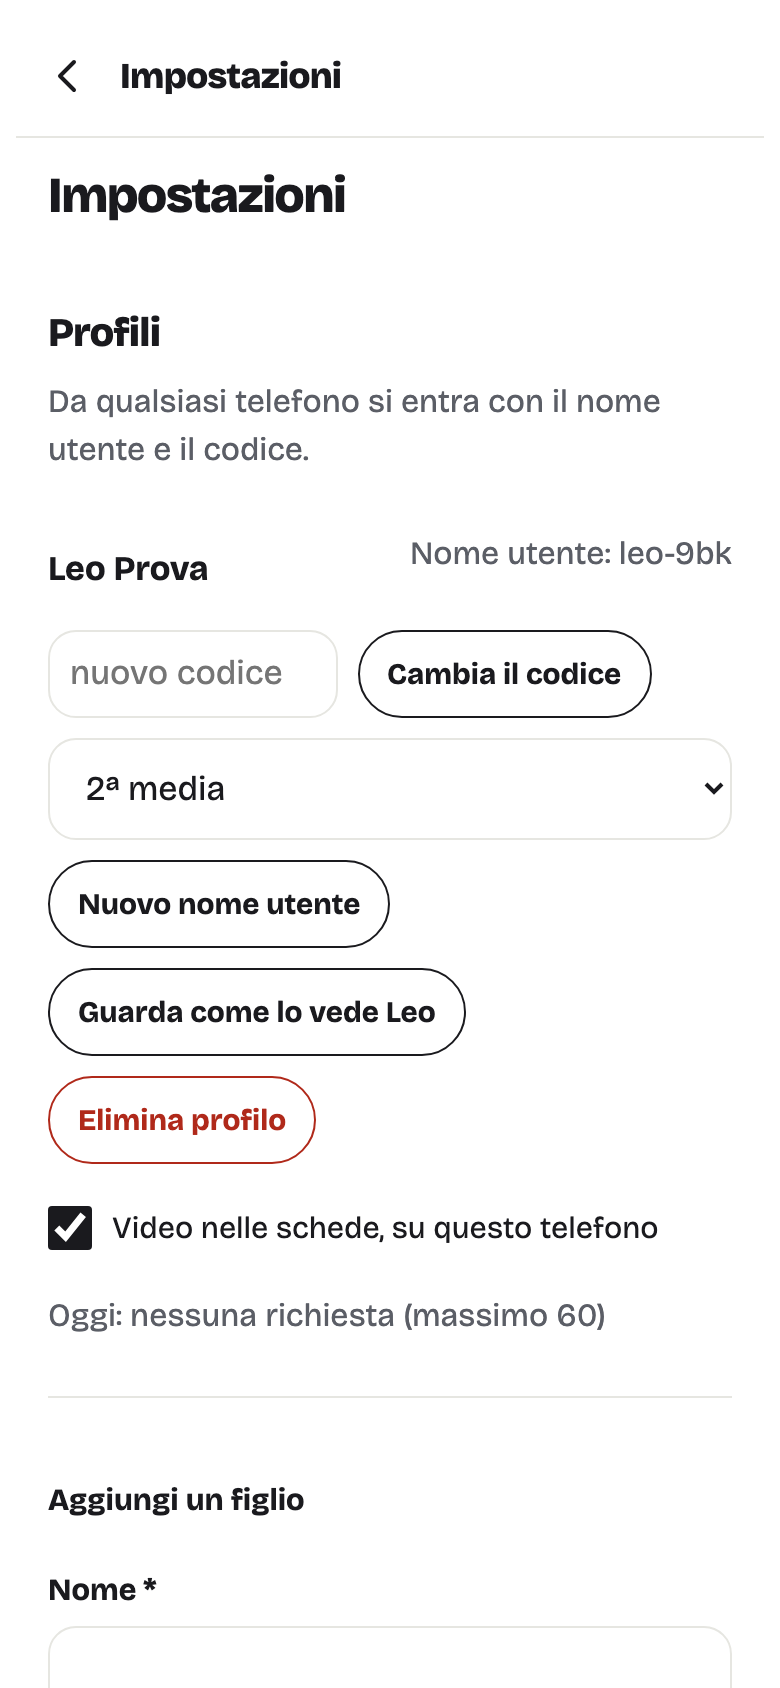 Impostazioni
Impostazioni
Profili
Da qualsiasi telefono si entra con il nome
utente e il codice.
Leo Prova
Nome utente: leo-9bk
nuovo codice
Cambia il codice
2ª media
Nuovo nome utente
Guarda come lo vede Leo
Elimina profilo
Video nelle schede, su questo telefono
Oggi: nessuna richiesta (massimo 60)
Aggiungi un figlio
Nome *